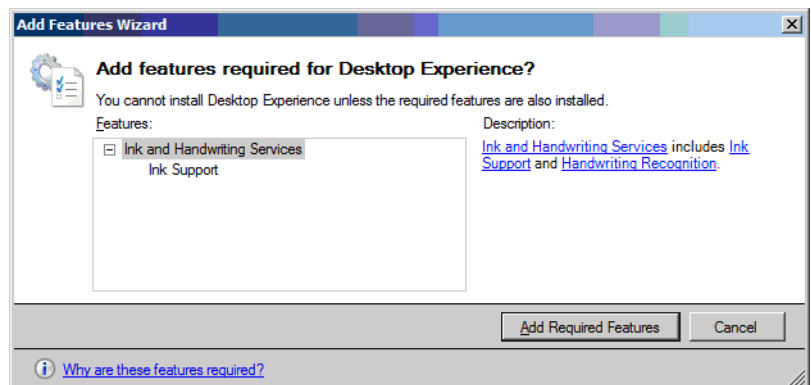 Add Features Wizard
Add features required for Desktop Experience?
You cannot install Desktop Experience unless the required features are also installed.
Features:
Description:
Ink and Handwriting Services
Ink Support
Ink and Handwriting Services includes Ink
Support and Handwriting Recognition.
Add Required Features
Cancel
Why are these features required?